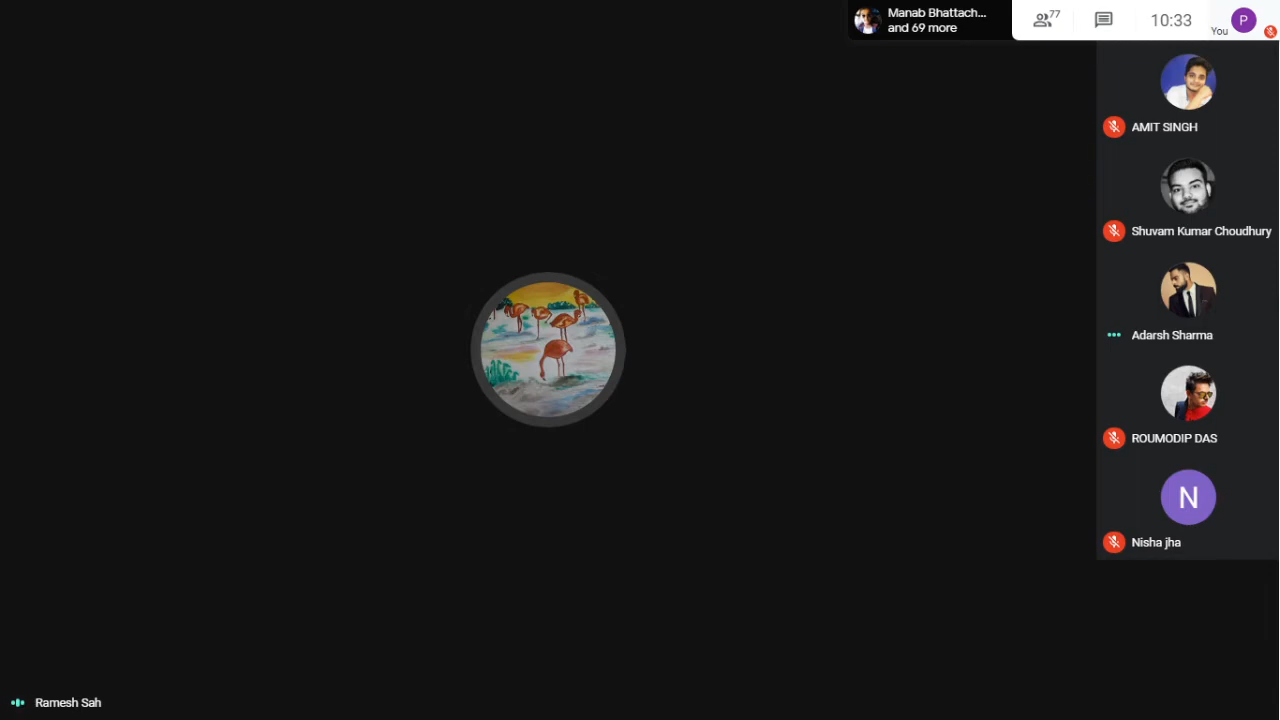 Manab Bhattach...
and 69 more
77
10:33
You
P
AMIT SINGH
Shuvam Kumar Choudhury
Adarsh Sharma
ROUMODIP DAS
N
Nisha jha
Ramesh Sah